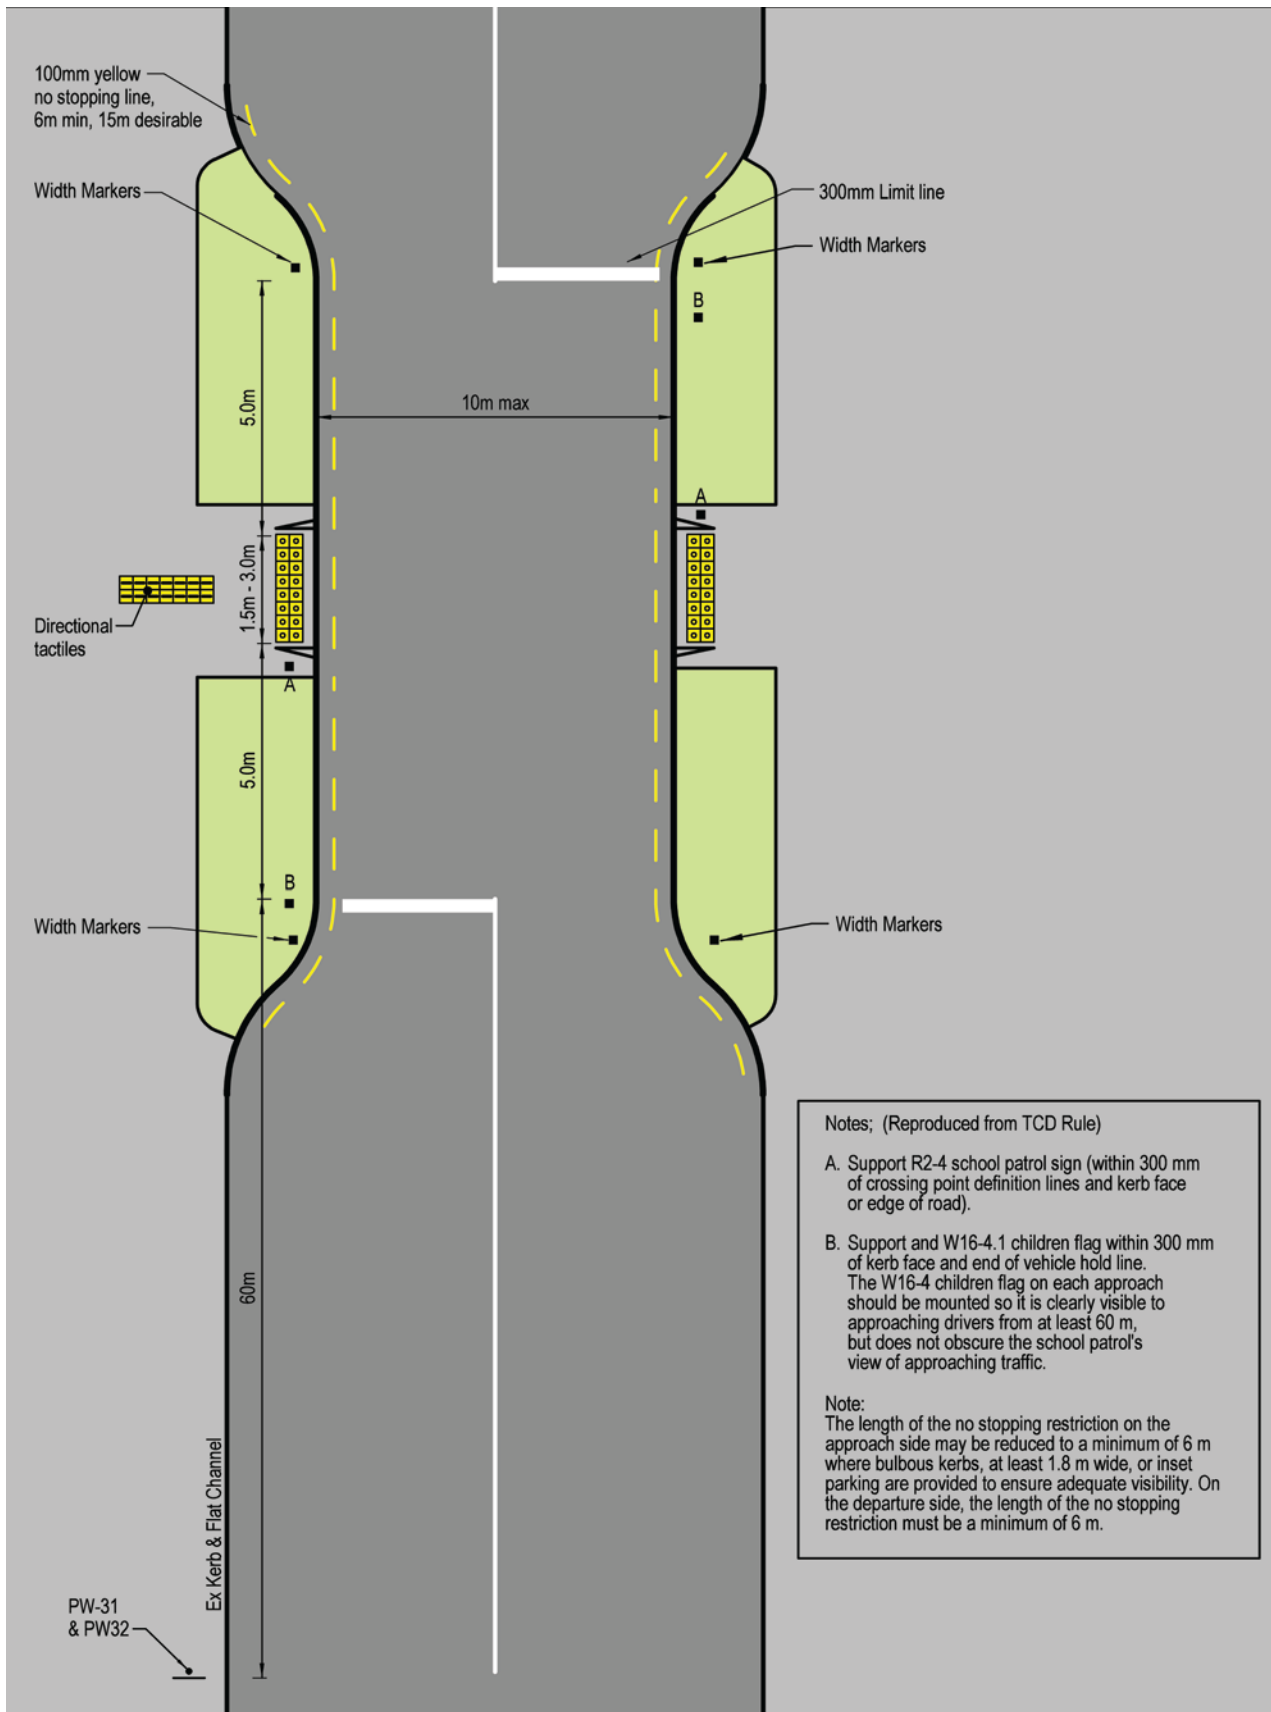 100mm yellow
no stopping line,
6m min, 15m desirable
Width Markers
300mm Limit line
Width Markers
B
5.0m
10m max
A
1.5m - 3.0m
Directional
tactiles
A
5.0m
B
Width Markers
Width Markers
60m
Ex Kerb & Flat Channel
PW-31
& PW32
Notes; (Reproduced from TCD Rule)
A. Support R2-4 school patrol sign (within 300 mm
of crossing point definition lines and kerb face
or edge of road).
B. Support and W16-4.1 children flag within 300 mm
of kerb face and end of vehicle hold line.
The W16-4 children flag on each approach
should be mounted so it is clearly visible to
approaching drivers from at least 60 m,
but does not obscure the school patrol's
view of approaching traffic.
Note:
The length of the no stopping restriction on the
approach side may be reduced to a minimum of 6 m
where bulbous kerbs, at least 1.8 m wide, or inset
parking are provided to ensure adequate visibility. On
the departure side, the length of the no stopping
restriction must be a minimum of 6 m.